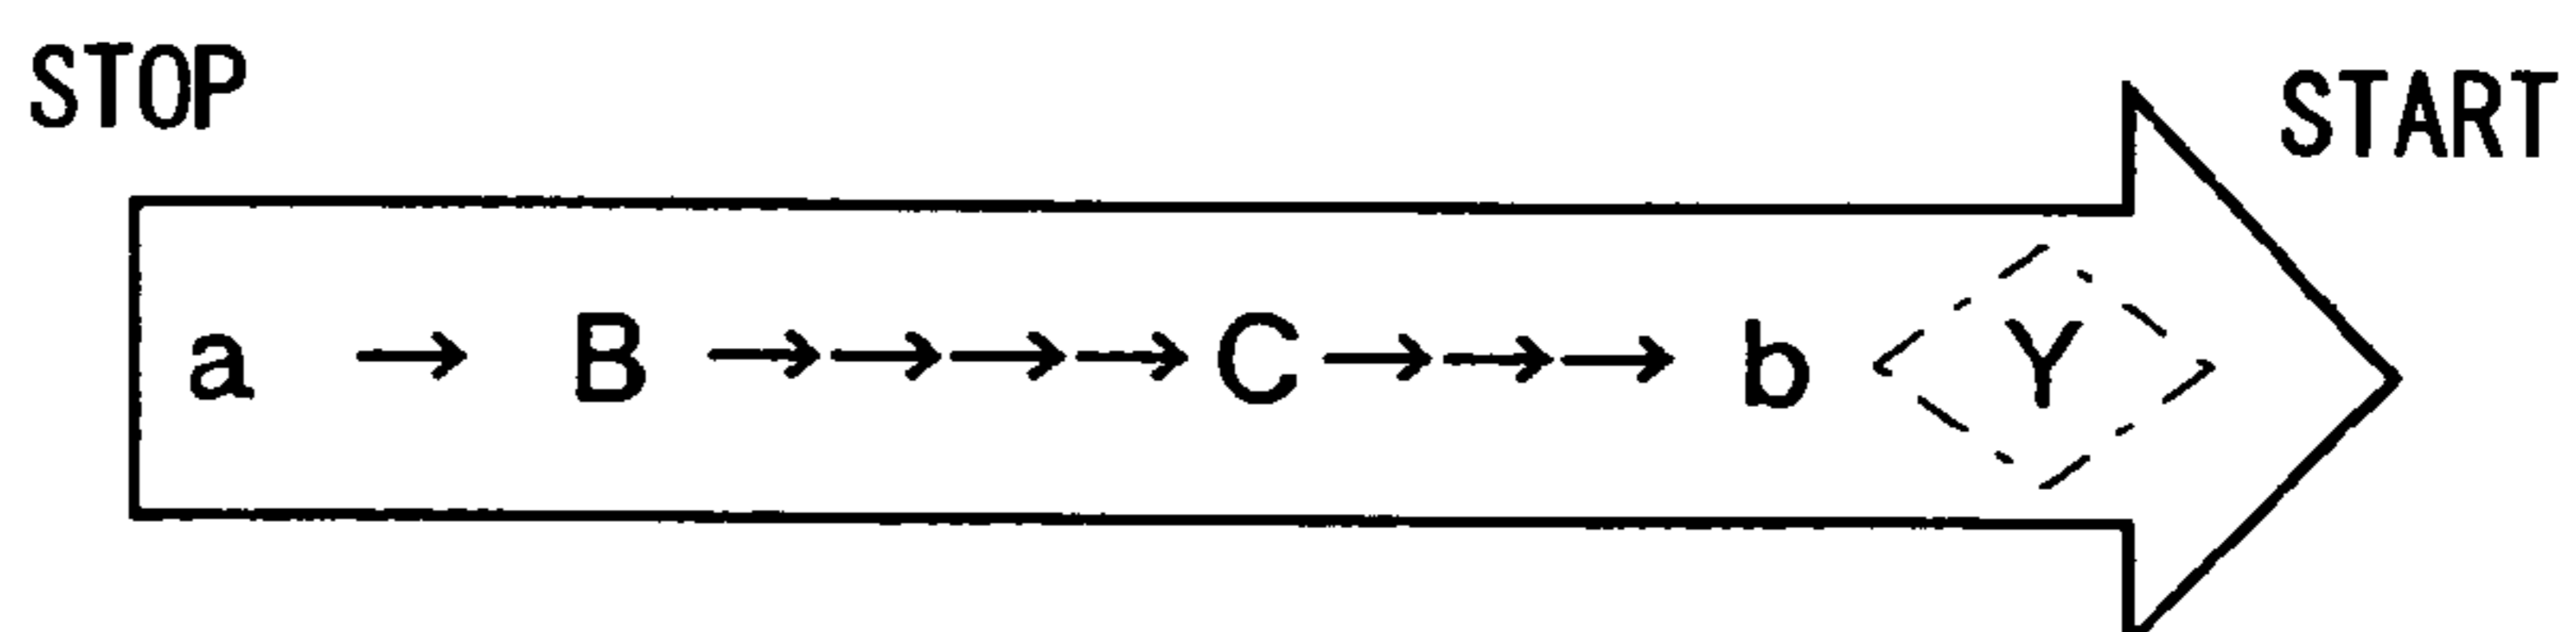 STOP START
a → B →→→→ C →→→ b Y